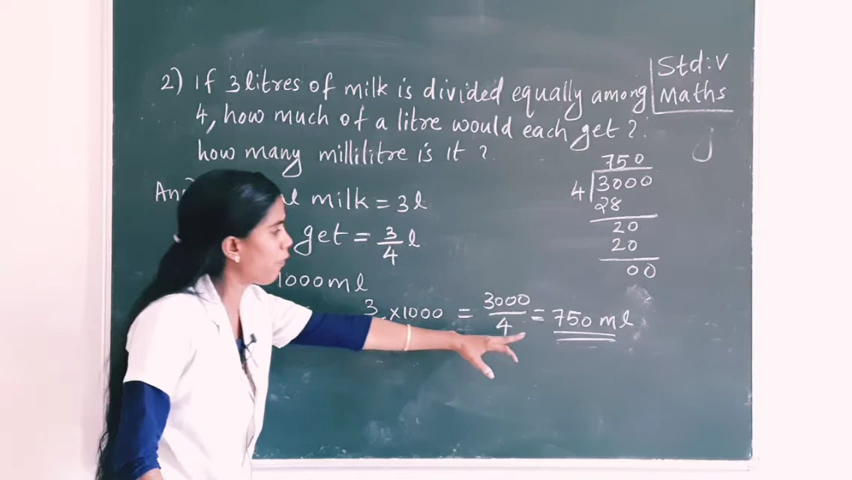 Std: V
Maths
2) If 3 litres of milk is divided equally among
4, how much of a litre would each get ?
how many millilitre is it ?
milk = 3l
get = 3/4 l
1000ml
3 x1000 = 3000/4 = 750 ml
750
4 3000
28
20
20
00